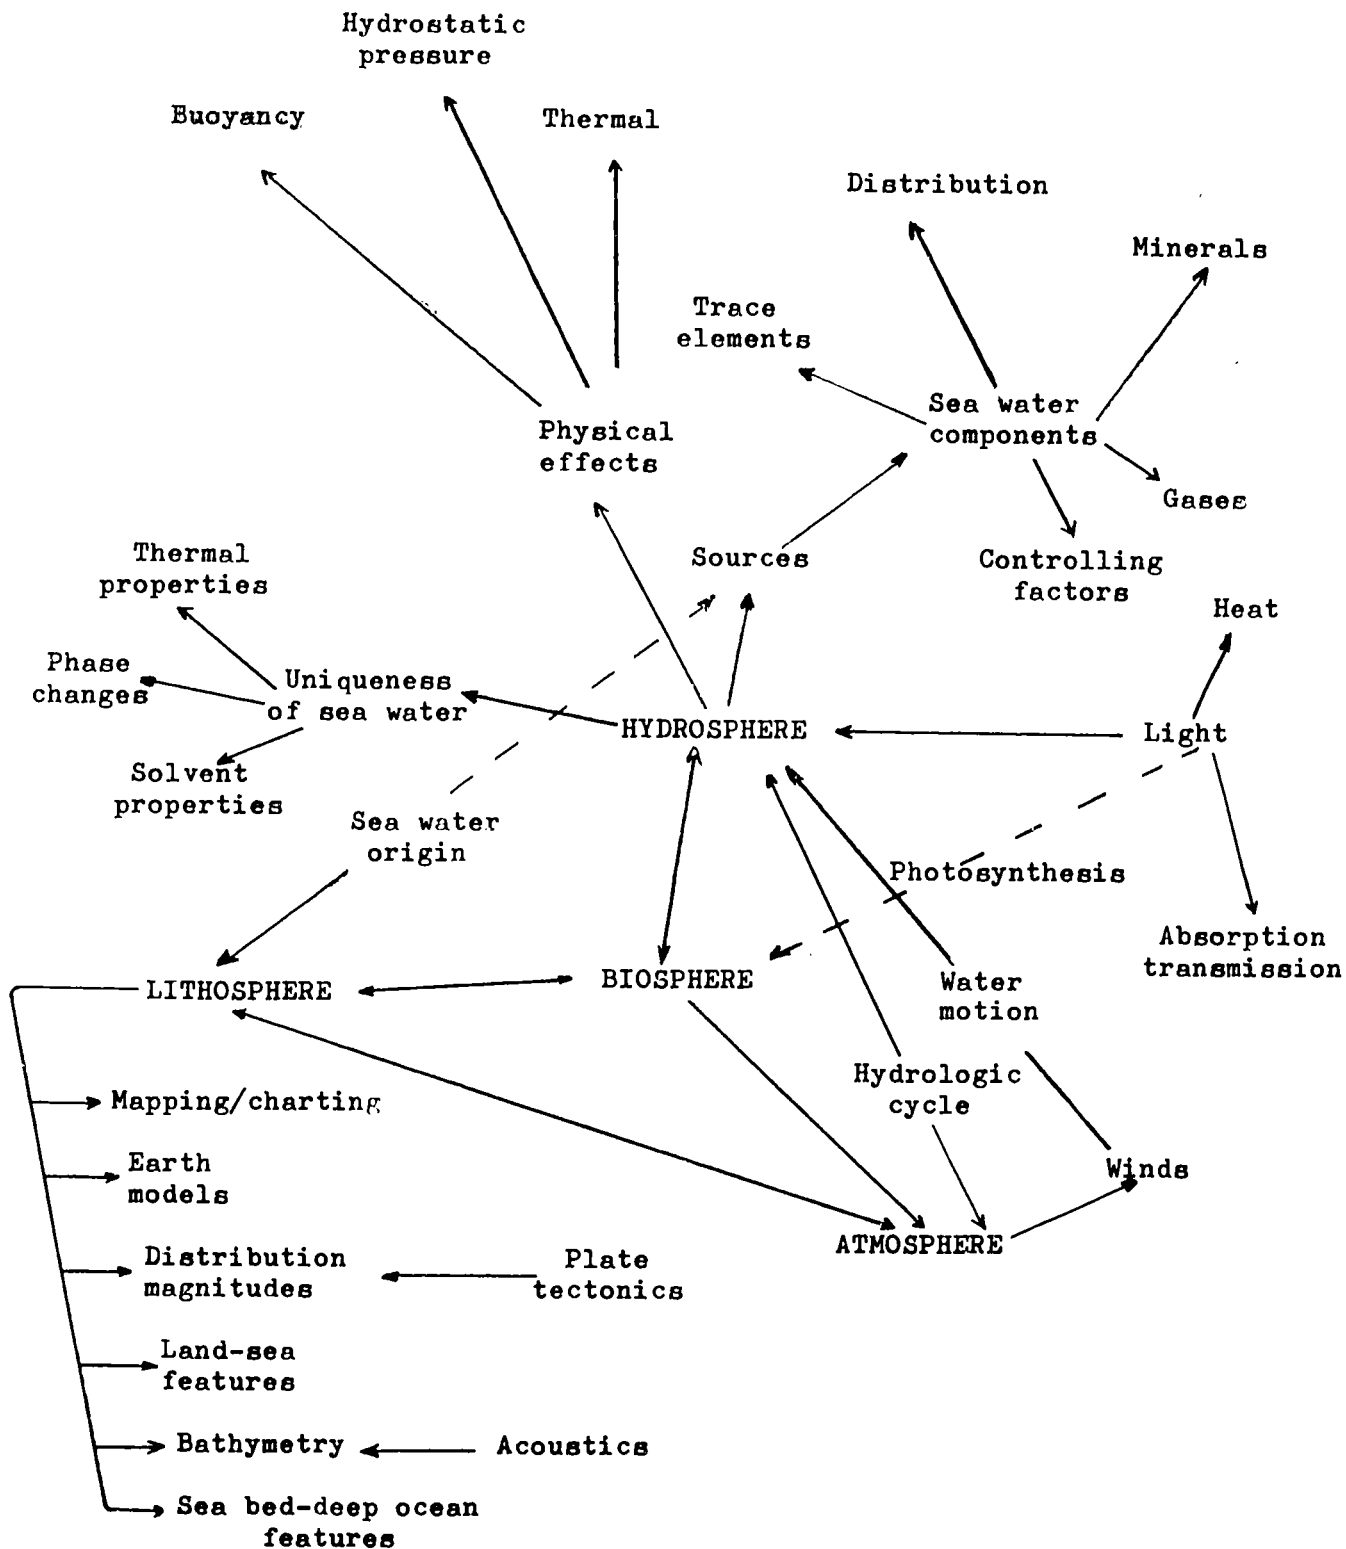 Hydrostatic
pressure
Buoyancy
Thermal
Distribution
Minerals
Trace
elements
Sea water
components
Physical
effects
Gases
Sources
Controlling
factors
Thermal
properties
Heat
Phase
changes
Uniqueness
of sea water
HYDROSPHERE
Light
Solvent
properties
Sea water
origin
Photosynthesis
Absorption
transmission
LITHOSPHERE
BIOSPHERE
Water
motion
Hydrologic
cycle
Mapping/charting
Earth
models
Winds
ATMOSPHERE
Distribution
magnitudes
Plate
tectonics
Land-sea
features
Bathymetry
Acoustics
Sea bed-deep ocean
features